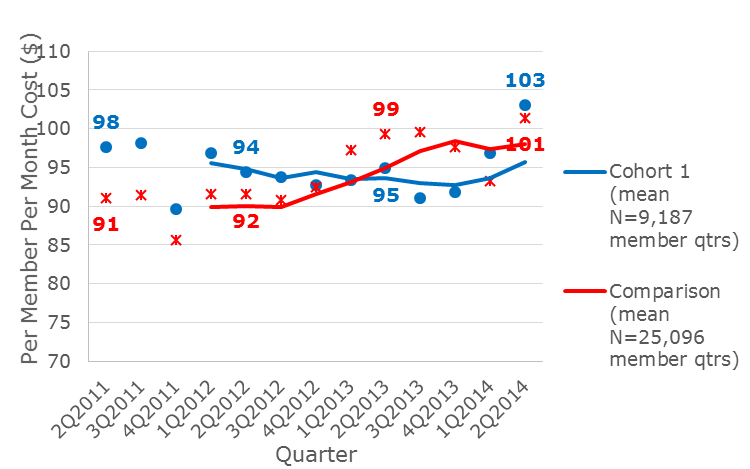 Per Member Per Month Cost ($)
110
105
100
95
90
85
80
75
70
98
91
94
92
99
95
103
101
2Q2011
3Q2011
4Q2011
1Q2012
2Q2012
3Q2012
4Q2012
1Q2013
2Q2013
3Q2013
4Q2013
1Q2014
2Q2014
Quarter
Cohort 1
(mean
N=9,187
member qtrs)
Comparison
(mean
N=25,096
member qtrs)